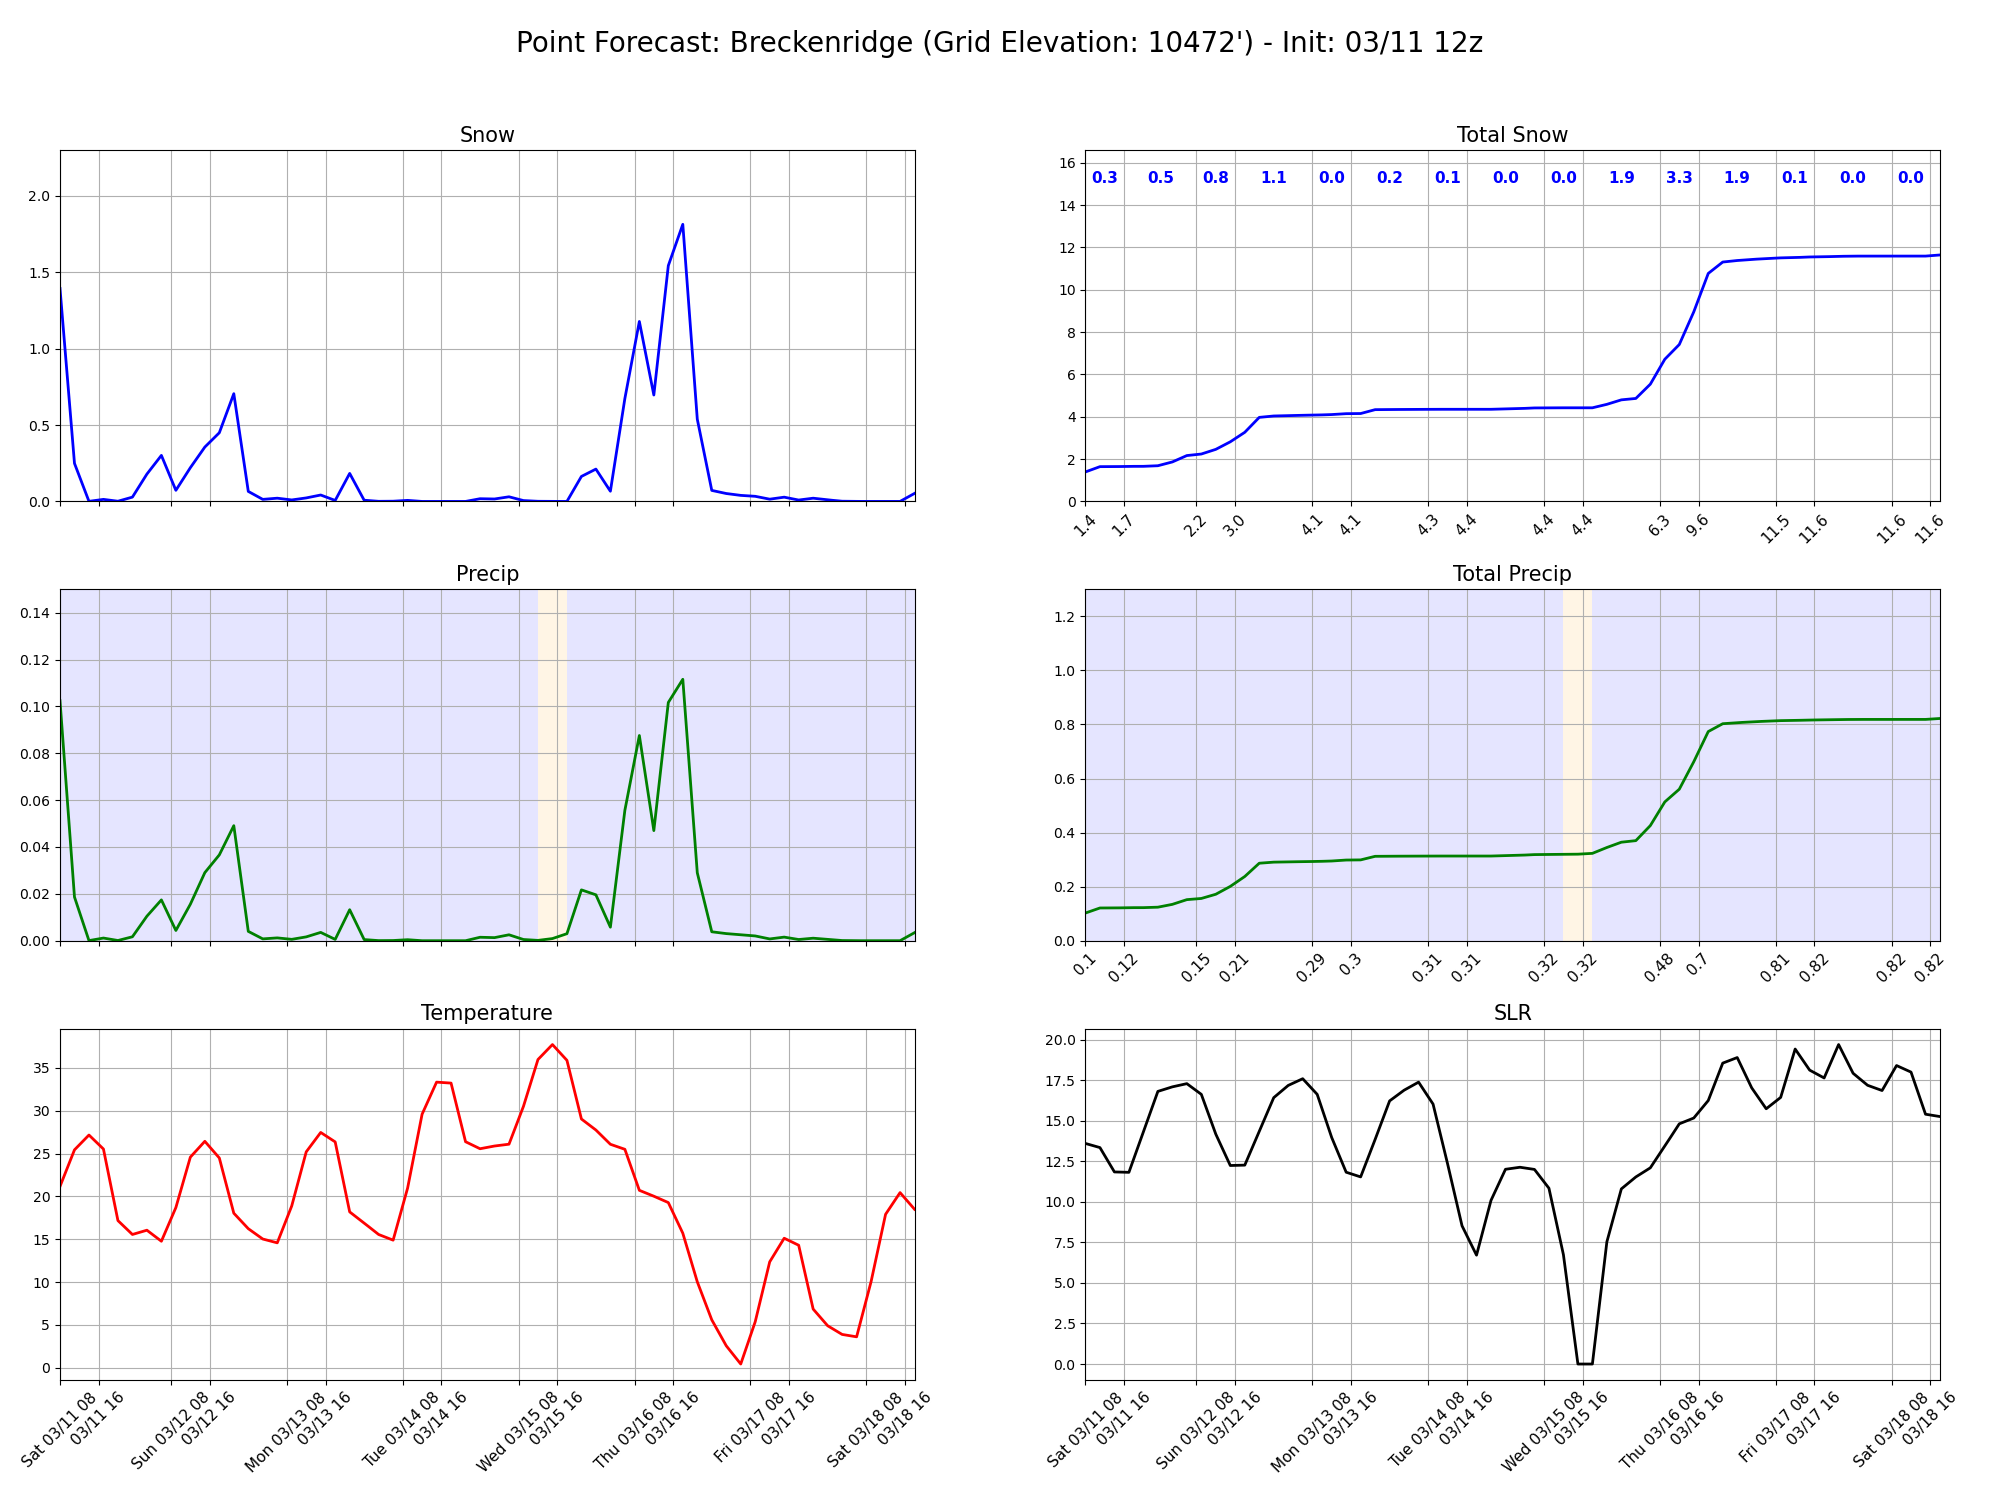 Point Forecast: Breckenridge (Grid Elevation: 10472') - Init: 03/11 12z
Snow
2.0
1.5
1.0
0.5
0.0
Total Snow
16
14
12
10
8
6
4
2
0
0.3 0.5 0.8 1.1 0.0 0.2 0.1 0.0 0.0 1.9 3.3 1.9 0.1 0.0 0.0
1.4 1.7 2.2 3.0 4.1 4.1 4.3 4.4 4.4 4.4 6.3 9.6 11.5 11.6 11.6 11.6
Precip
0.14
0.12
0.10
0.08
0.06
0.04
0.02
0.00
Total Precip
1.2
1.0
0.8
0.6
0.4
0.2
0.0
0.1 0.12 0.15 0.21 0.29 0.3 0.31 0.31 0.32 0.32 0.48 0.7 0.81 0.82 0.82 0.82
Temperature
35
30
25
20
15
10
5
0
Sat 03/11 08
03/11 16
Sun 03/12 08
03/12 16
Mon 03/13 08
03/13 16
Tue 03/14 08
03/14 16
Wed 03/15 08
03/15 16
Thu 03/16 08
03/16 16
Fri 03/17 08
03/17 16
Sat 03/18 08
03/18 16
SLR
20.0
17.5
15.0
12.5
10.0
7.5
5.0
2.5
0.0
Sat 03/11 08
03/11 16
Sun 03/12 08
03/12 16
Mon 03/13 08
03/13 16
Tue 03/14 08
03/14 16
Wed 03/15 08
03/15 16
Thu 03/16 08
03/16 16
Fri 03/17 08
03/17 16
Sat 03/18 08
03/18 16